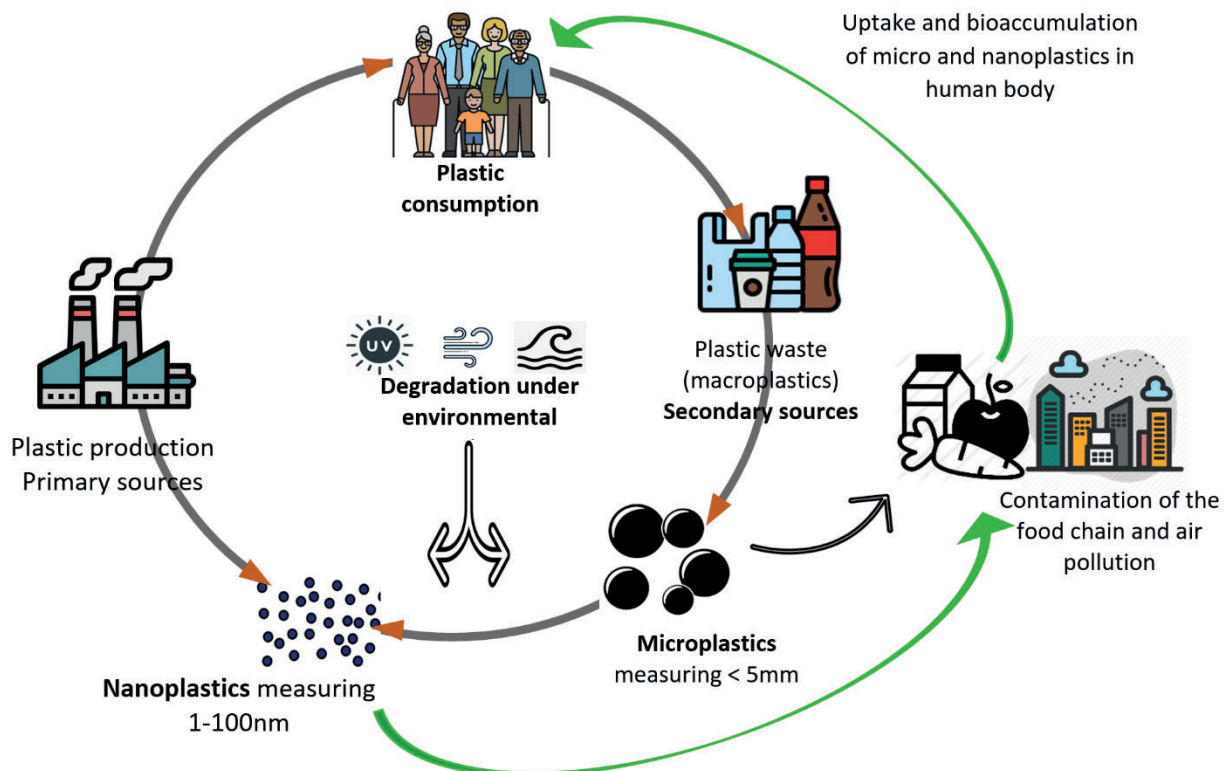 Uptake and bioaccumulation
of micro and nanoplastics in
human body
Plastic
consumption
UV
Degradation under
environmental
Plastic waste
(macroplastics)
Secondary sources
Plastic production
Primary sources
Contamination of the
food chain and air
pollution
Microplastics
measuring < 5mm
Nanoplastics measuring
1-100nm